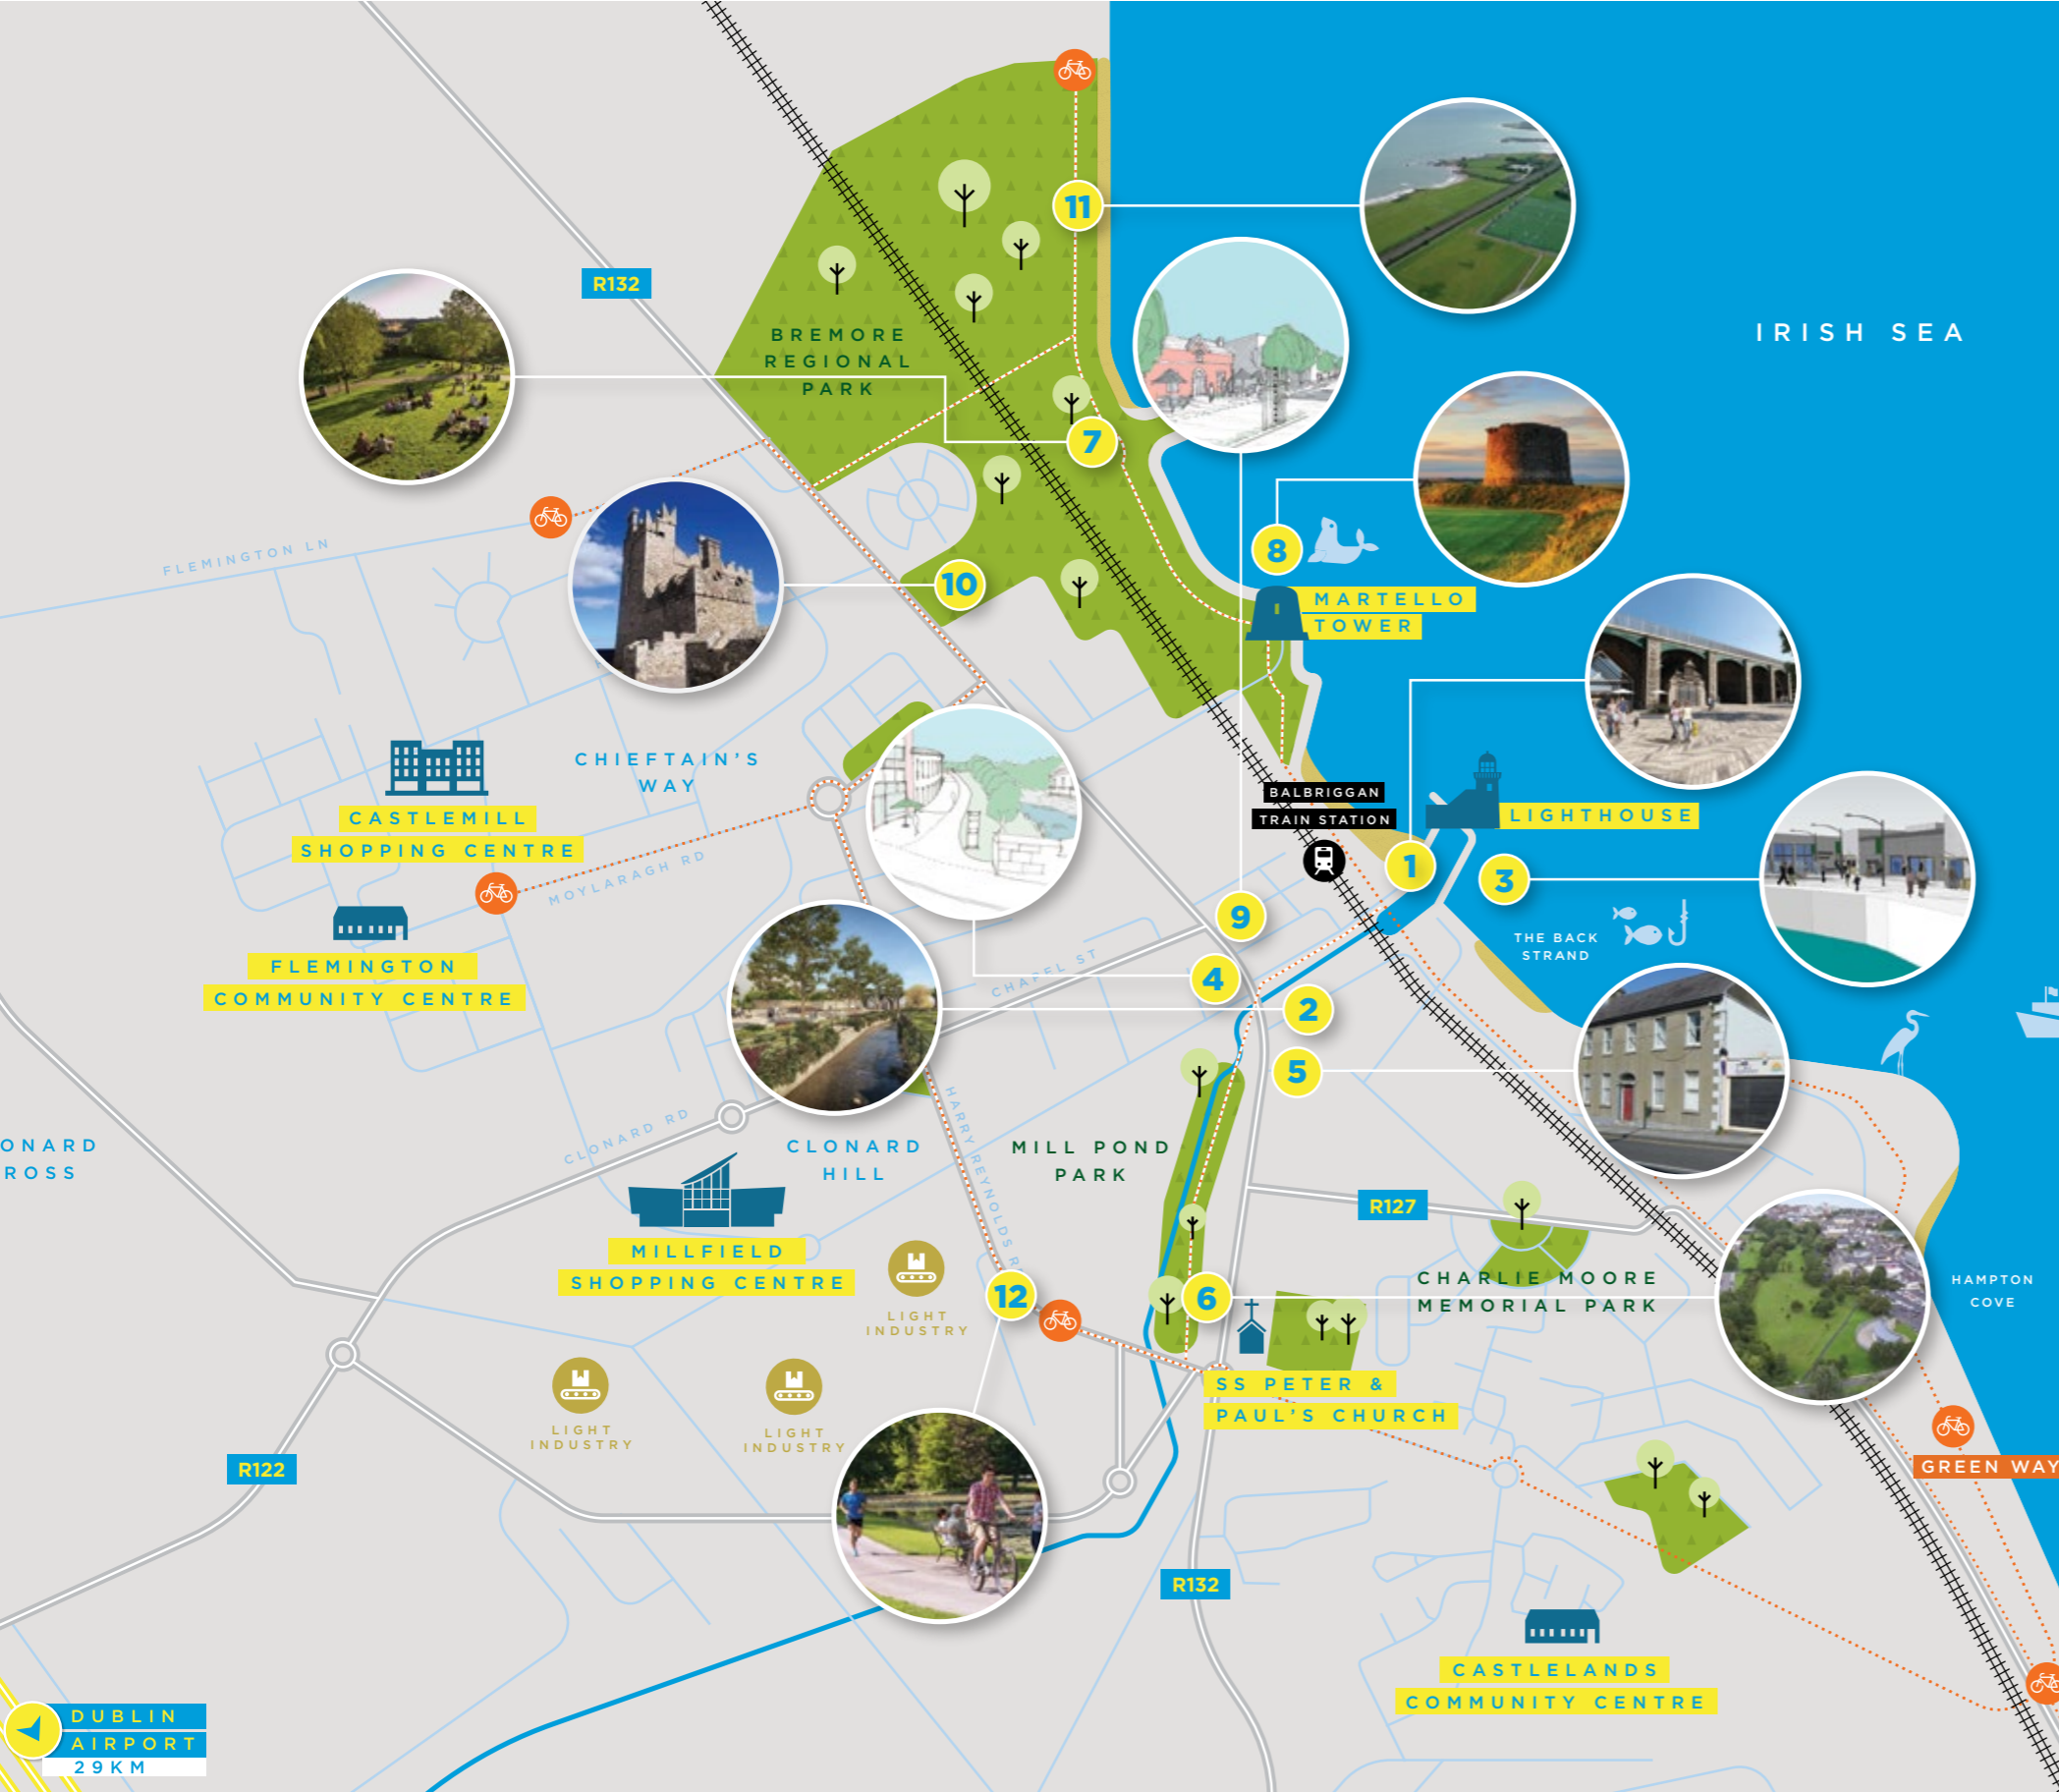 11
R132
IRISH SEA
BREMORE
REGIONAL
PARK
7
FLEMINGTON LN
8
10
MARTELLO
TOWER
CHIEFTAIN'S
WAY
BALBRIGGAN
TRAIN STATION
CASTLEMILL
SHOPPING CENTRE
LIGHTHOUSE
MOYLARAGH RD
1
3
9
THE BACK
STRAND
FLEMINGTON
COMMUNITY CENTRE
CHAPEL ST
4
2
5
HARRY REYNOLDS R
CLONARD RD
ONARD
ROSS
CLONARD
HILL
MILL POND
PARK
R127
MILLFIELD
SHOPPING CENTRE
12
6
CHARLIE MOORE
MEMORIAL PARK
HAMPTON
COVE
LIGHT
INDUSTRY
SS PETER &
PAUL'S CHURCH
LIGHT
INDUSTRY
LIGHT
INDUSTRY
R122
GREEN WAY
R132
CASTLELANDS
COMMUNITY CENTRE
DUBLIN
AIRPORT
29KM